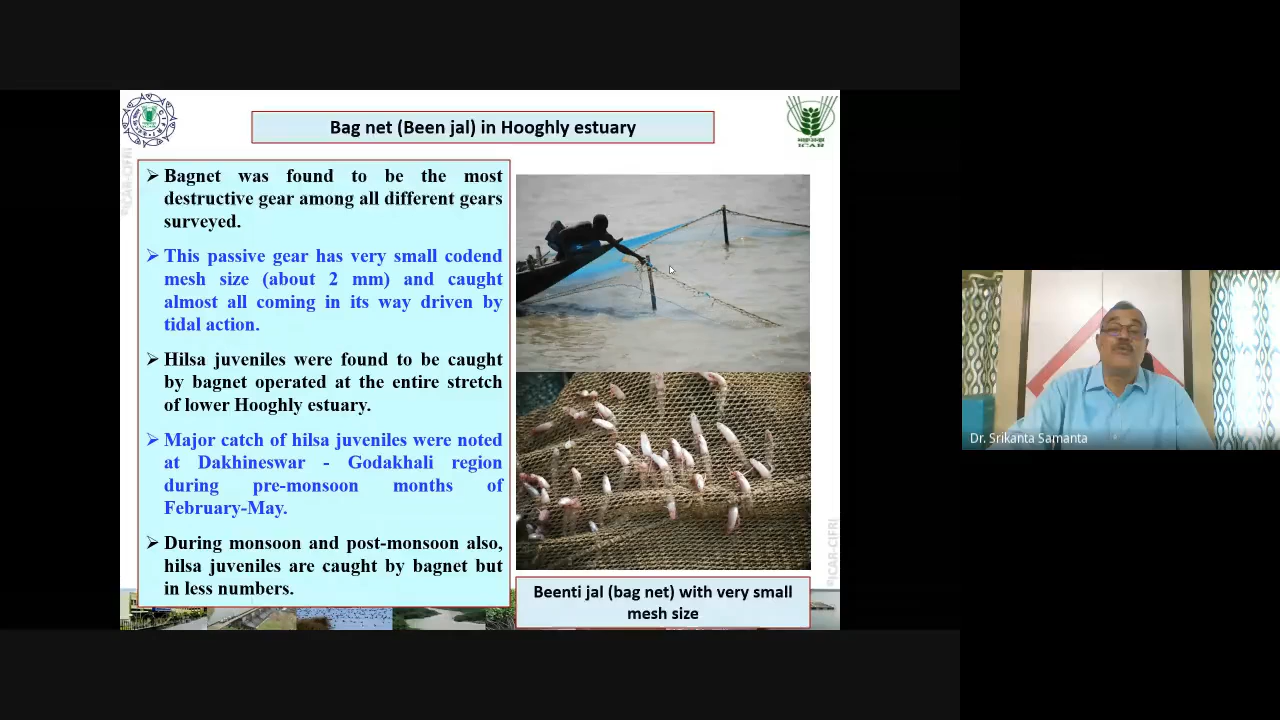 Bag net (Been jal) in Hooghly estuary
ICAR
©ICAR-CIFRI
➢ Bagnet was found to be the most
destructive gear among all different gears
surveyed.
➢ This passive gear has very small codend
mesh size (about 2 mm) and caught
almost all coming in its way driven by
tidal action.
➢ Hilsa juveniles were found to be caught
by bagnet operated at the entire stretch
of lower Hooghly estuary.
➢ Major catch of hilsa juveniles were noted
at Dakhineswar - Godakhali region
during pre-monsoon months of
February-May.
➢ During monsoon and post-monsoon also,
hilsa juveniles are caught by bagnet but
in less numbers.
Beenti jal (bag net) with very small
mesh size
©ICAR-CIFRI
Dr. Srikanta Samanta